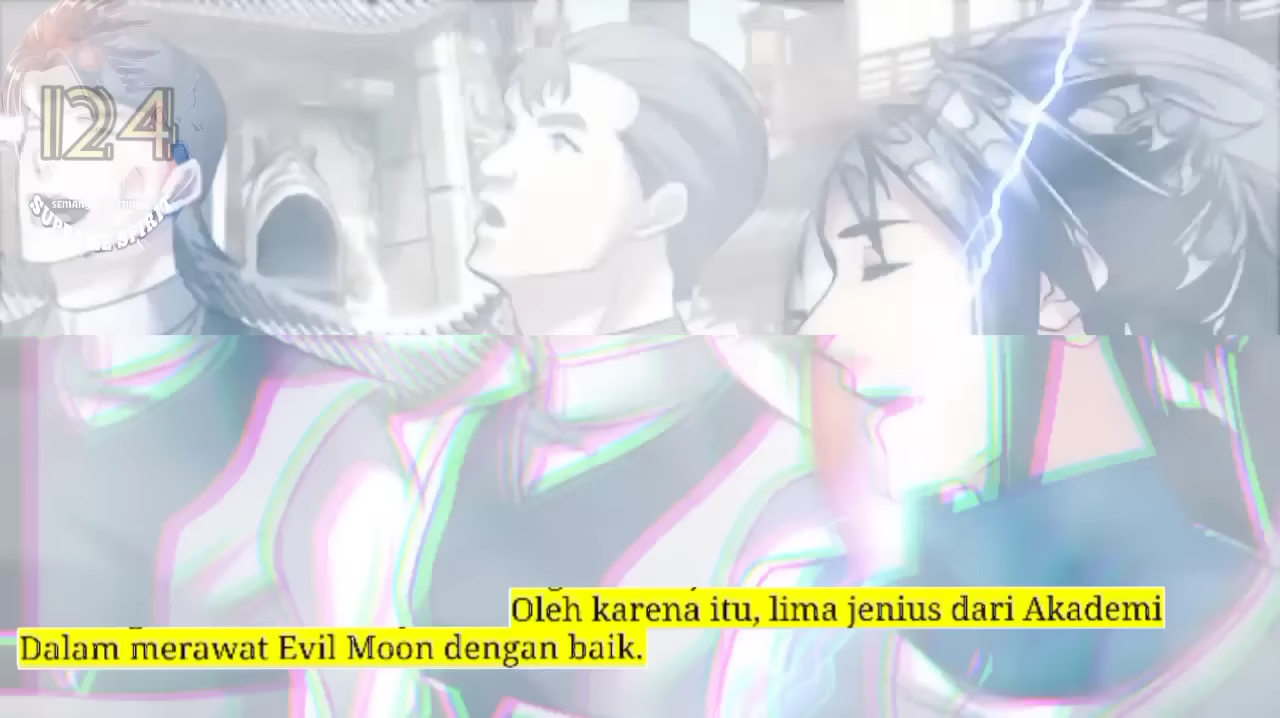 124
Oleh karena itu, lima jenius dari Akademi
Dalam merawat Evil Moon dengan baik.